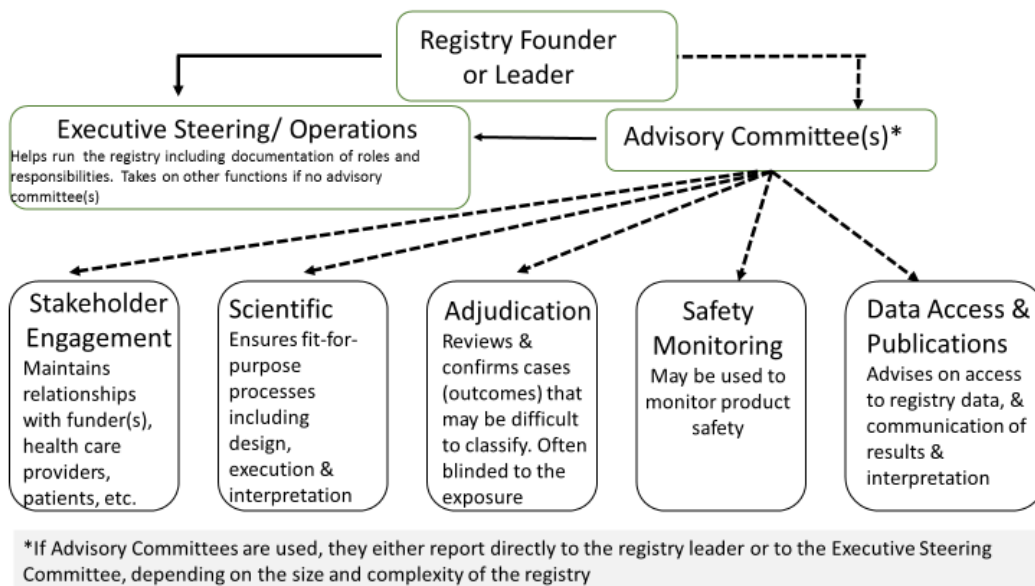 Registry Founder
or Leader
Executive Steering/ Operations
Helps run the registry including documentation of roles and
responsibilities. Takes on other functions if no advisory
committee(s)
Advisory Committee(s)*
Stakeholder
Engagement
Maintains
relationships
with funder(s),
health care
providers,
patients, etc.
Scientific
Ensures fit-for-
purpose
processes
including
design,
execution &
interpretation
Adjudication
Reviews &
confirms cases
(outcomes) that
may be difficult
to classify. Often
blinded to the
exposure
Safety
Monitoring
May be used to
monitor product
safety
Data Access &
Publications
Advises on access
to registry data, &
communication of
results &
interpretation
*If Advisory Committees are used, they either report directly to the registry leader or to the Executive Steering
Committee, depending on the size and complexity of the registry